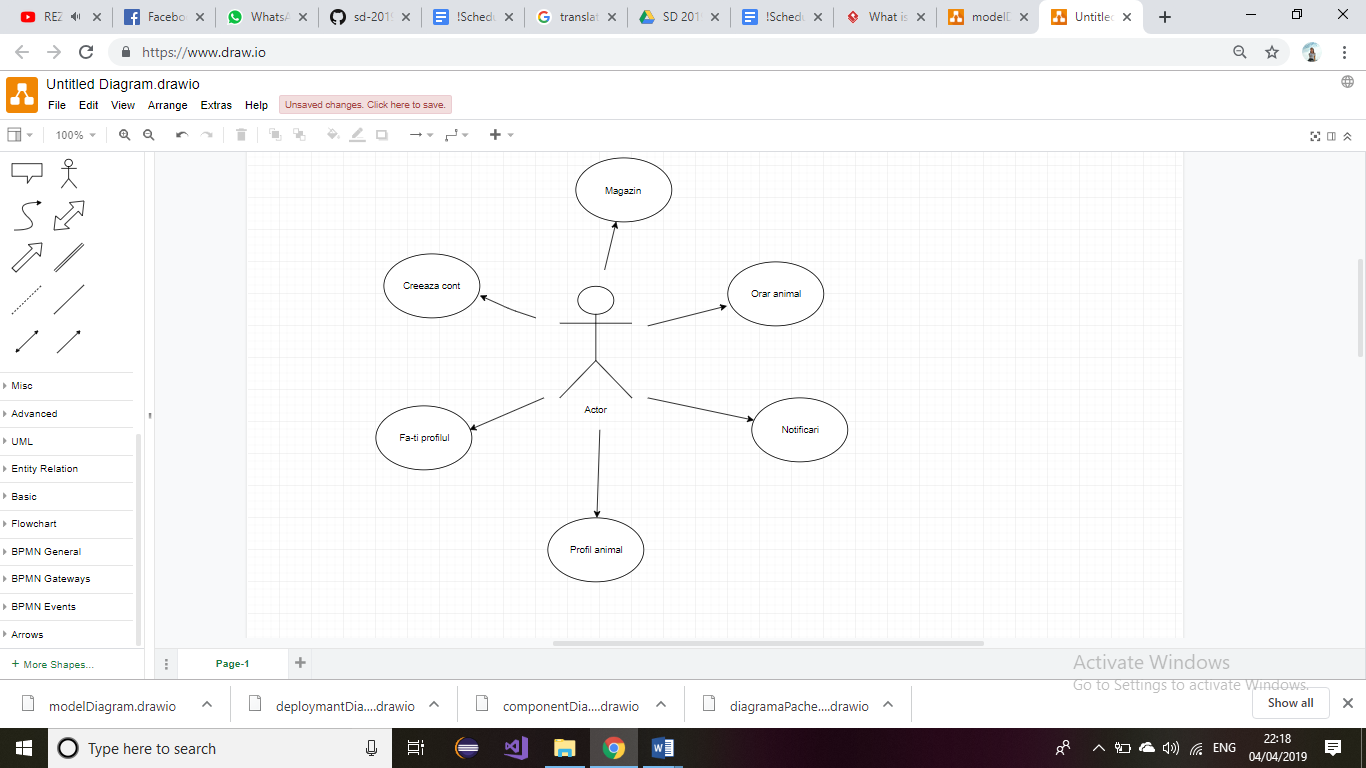 REZ
Facebo
WhatsA
sd-2019
!Schedu
translat
SD 201
!Schedu
What is
modelD
Untitled
https://www.draw.io
Untitled Diagram.drawio
File Edit View Arrange Extras Help Unsaved changes. Click here to save.
100%
Magazin
Creeaza cont
Orar animal
Actor
Fa-ti profilul
Notificari
Profil animal
Misc
Advanced
UML
Entity Relation
Basic
Flowchart
BPMN General
BPMN Gateways
BPMN Events
Arrows
+ More Shapes...
Page-1
Activate Windows
Go to Settings to activate Windows.
modelDiagram.drawio
deploymantDia....drawio
componentDia....drawio
diagramaPache....drawio
Show all
Type here to search
ENG
22:18
04/04/2019